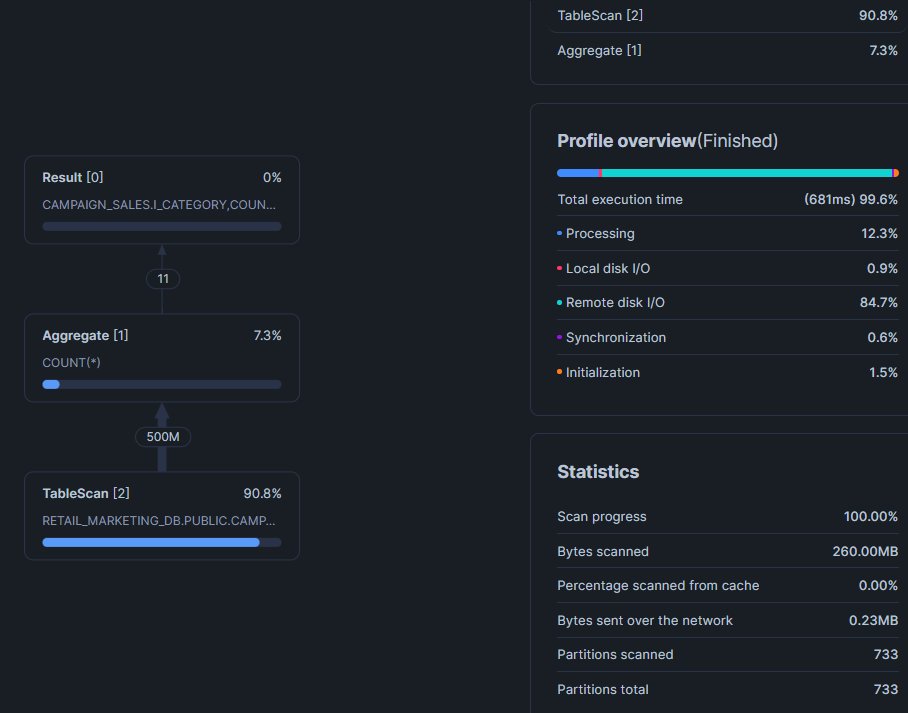 TableScan [2] 90.8%
Aggregate [1] 7.3%
Result [0] 0%
CAMPAIGN_SALES.I_CATEGORY,COUN...
11
Aggregate [1] 7.3%
COUNT(*)
500M
TableScan [2] 90.8%
RETAIL_MARKETING_DB.PUBLIC.CAMP...
Profile overview(Finished)
Total execution time (681ms) 99.6%
Processing 12.3%
Local disk I/O 0.9%
Remote disk I/O 84.7%
Synchronization 0.6%
Initialization 1.5%
Statistics
Scan progress 100.00%
Bytes scanned 260.00MB
Percentage scanned from cache 0.00%
Bytes sent over the network 0.23MB
Partitions scanned 733
Partitions total 733